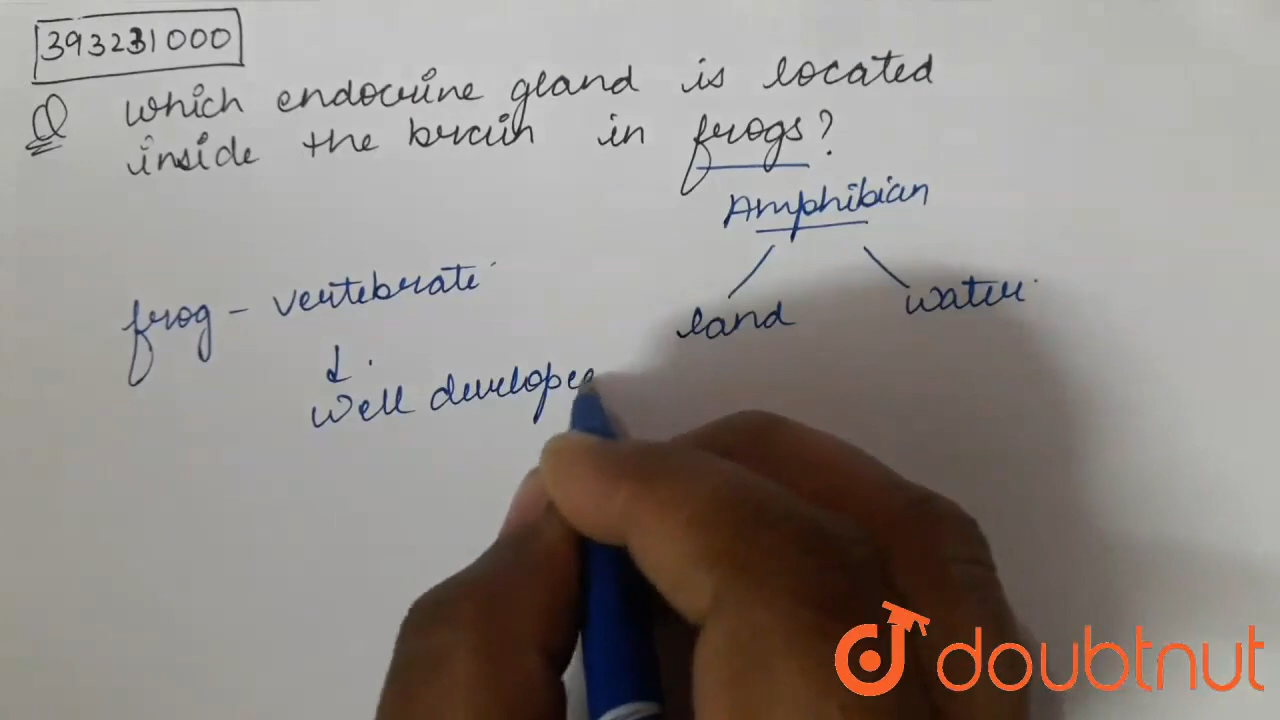 393231000
Q which endocrine gland is located
inside the brain in frogs?
Amphibian
land water
frog - vertebrate
well develope
doubtnut